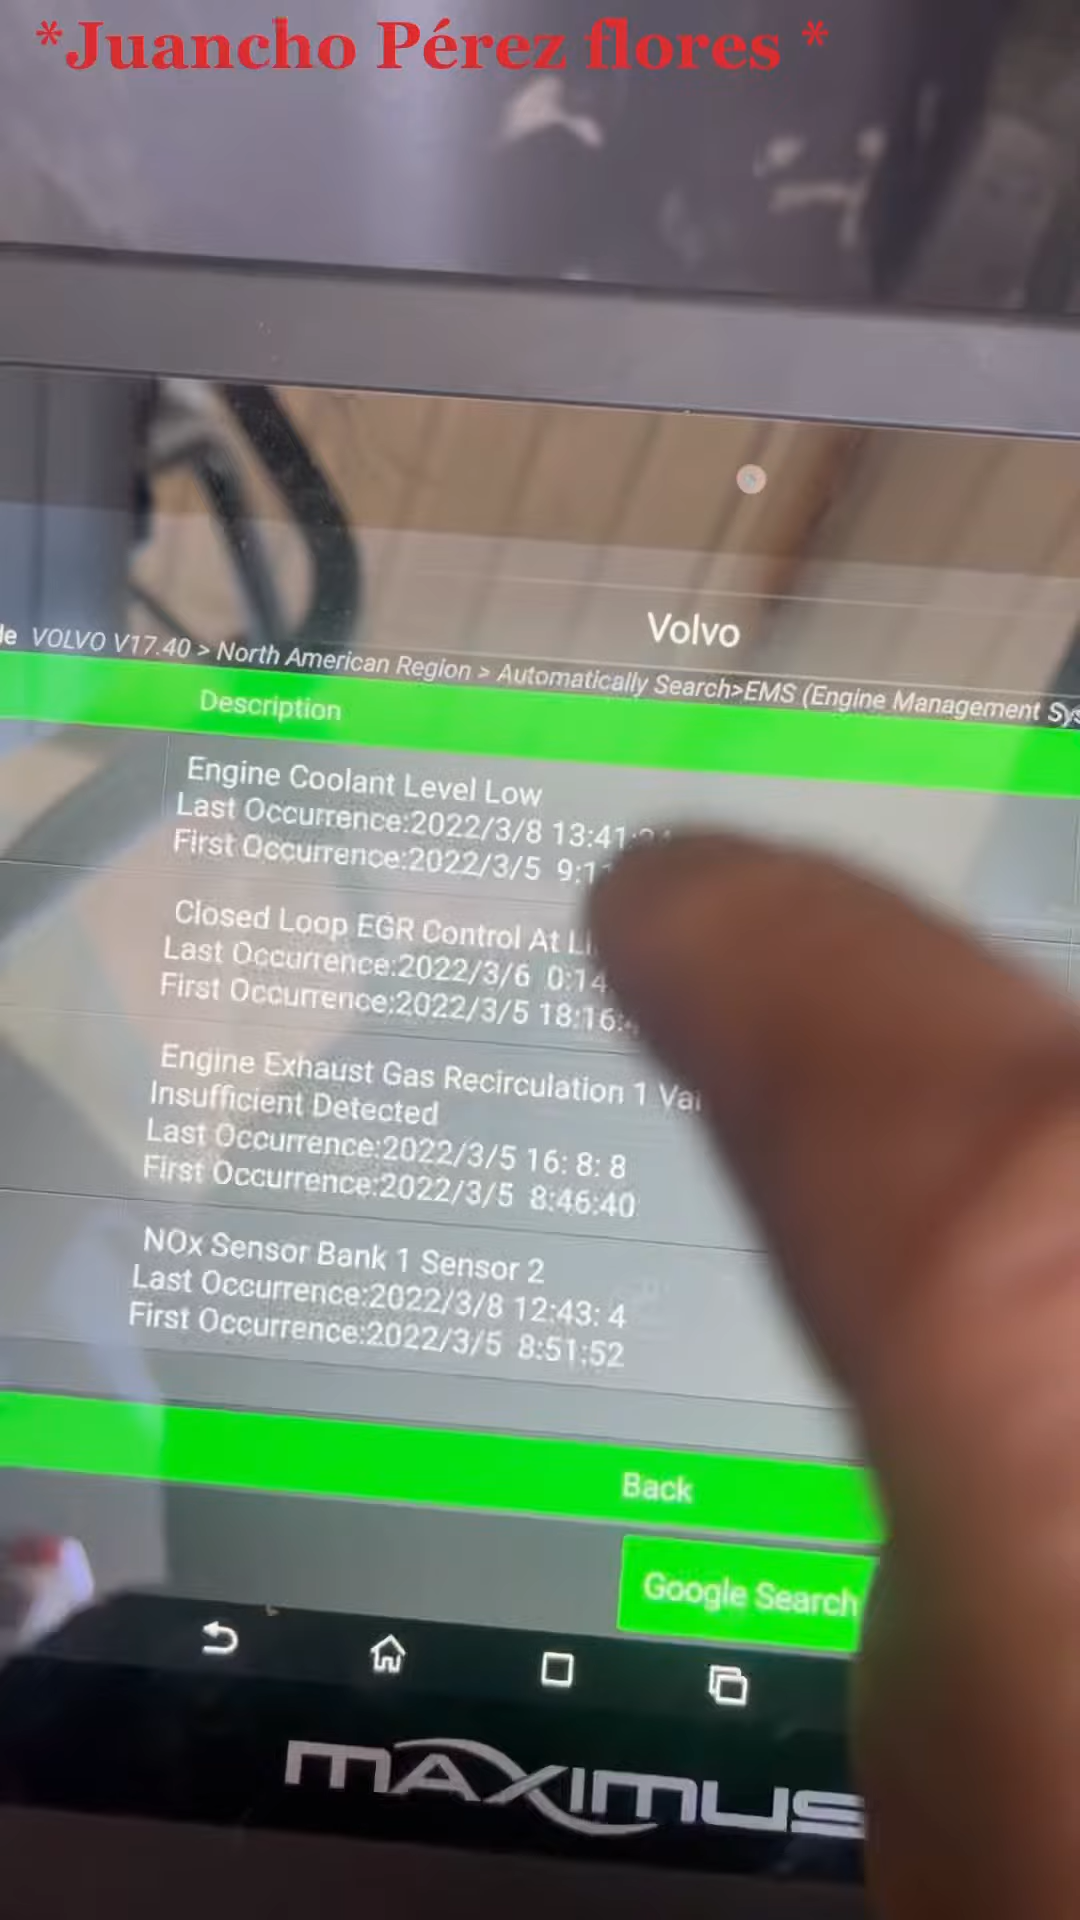 *Juancho Pérez flores *
Volvo
VOLVO V17.40 > North American Region > Automatically Search>EMS (Engine Management
Description
Engine Coolant Level Low
Last Occurrence:2022/3/8 13:41
First Occurrence:2022/3/5
Closed Loop EGR Control At
Last Occurrence:2022/3/6 0:14
First Occurrence:2022/3/5 18:16:
Engine Exhaust Gas Recirculation 1
Insufficient Detected
Last Occurrence:2022/3/5 16: 8: 8
First Occurrence:2022/3/5 8:46:40
NOx Sensor Bank 1 Sensor 2
Last Occurrence:2022/3/8 12:43: 4
First Occurrence:2022/3/5 8:51:52
Back
Google Search
MAXIMUS